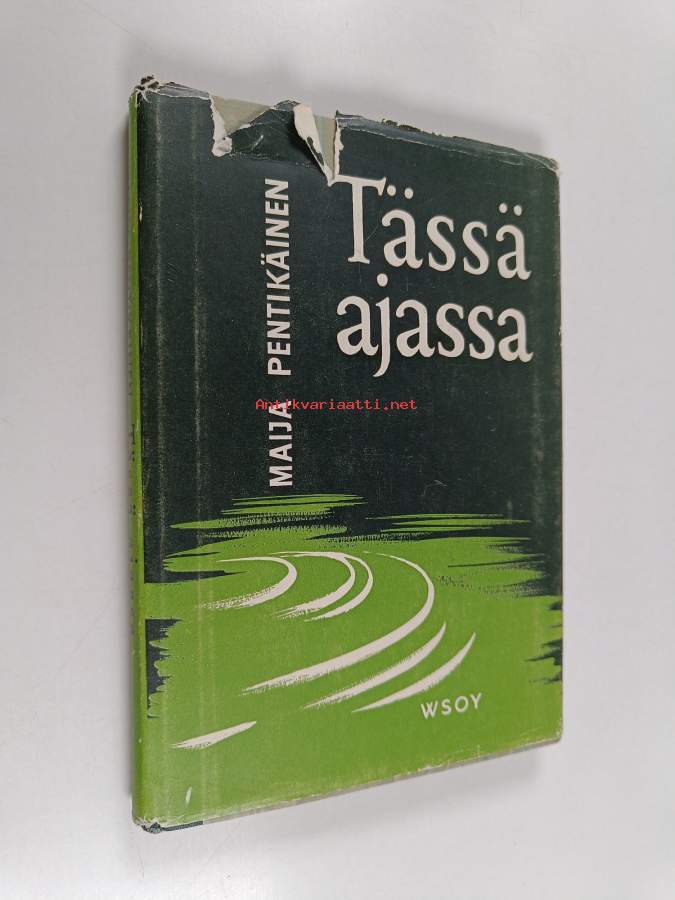 Tässä
ajassa
MAIJA PENTIKÄINEN
Antikvariaatti.net
WSOY